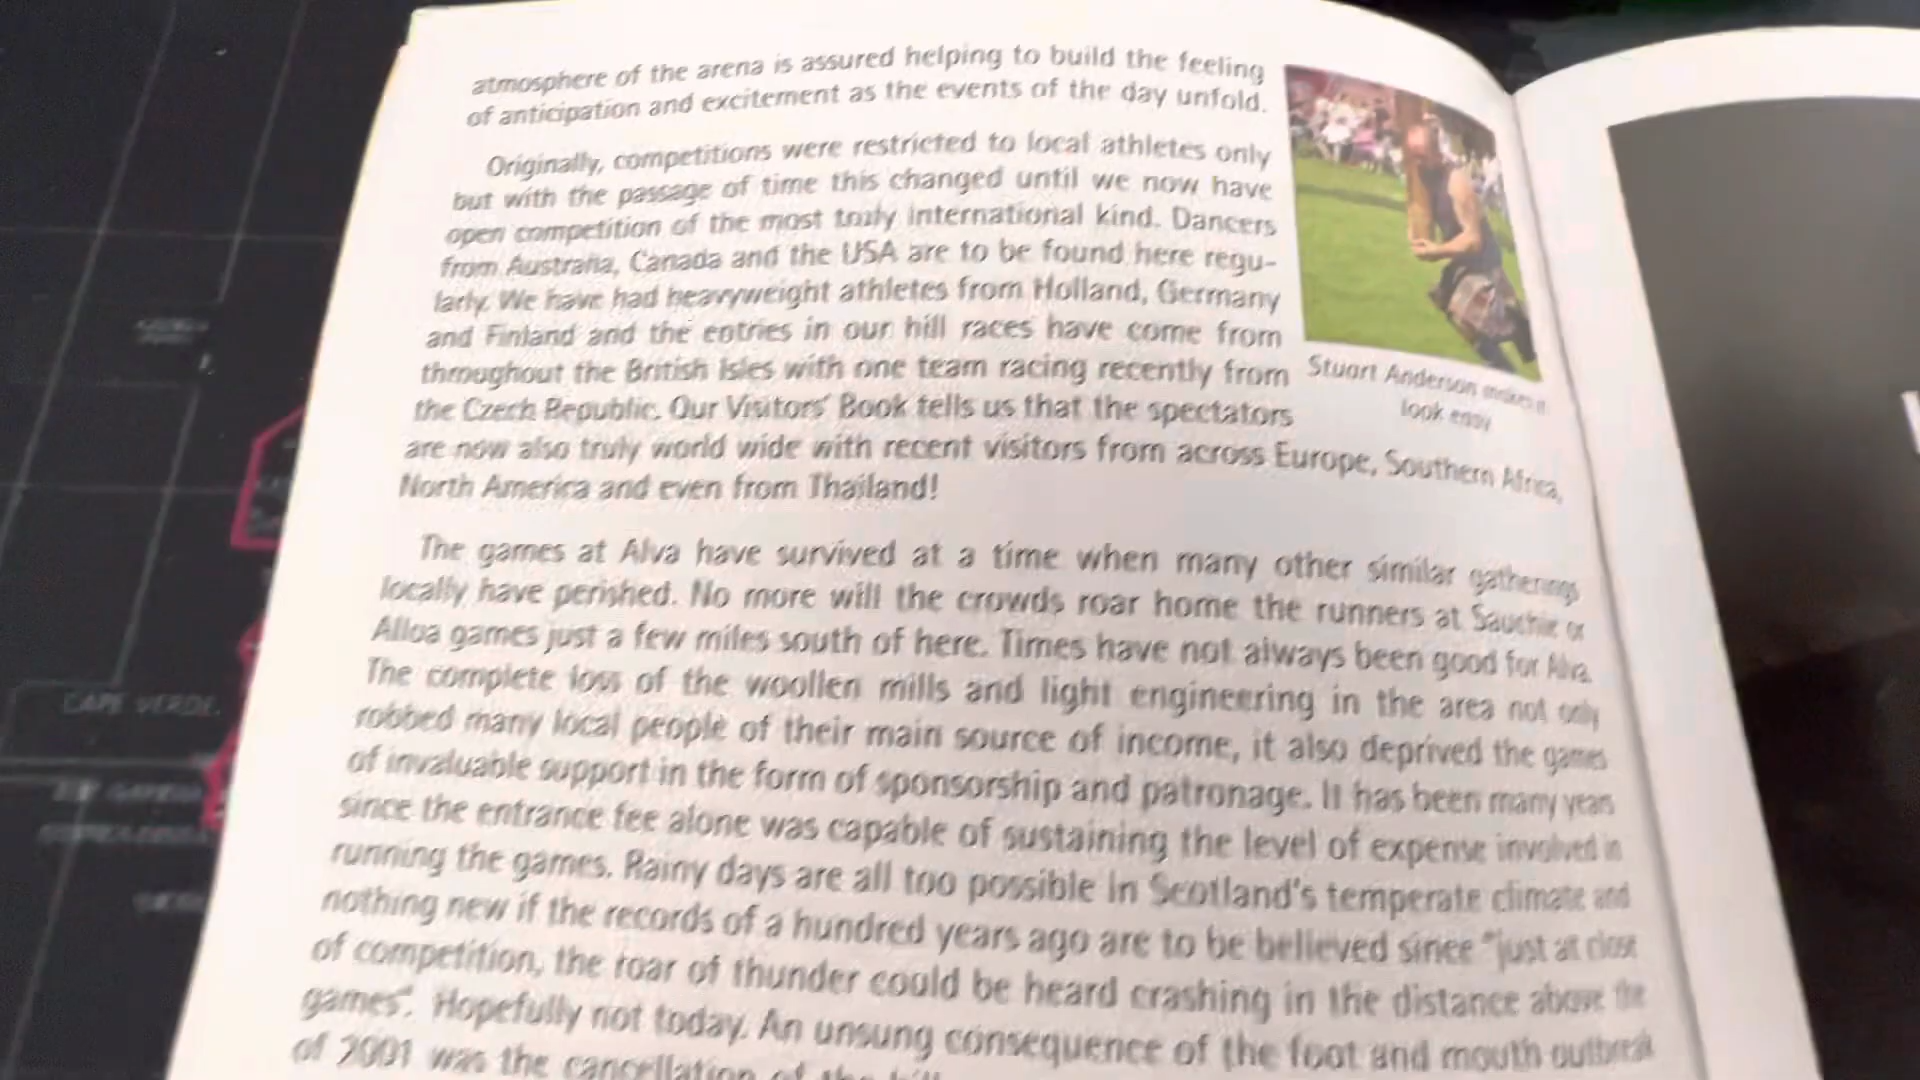 atmosphere of the arena is assured helping to build the feeling
of anticipation and excitement as the events of the day unfold.
Originally, competitions were restricted to local athletes only
but with the passage of time this changed until we now have
open competition of the most truly international kind. Dancers
from Australia, Canada and the USA are to be found here regu-
larly. We have had heavyweight athletes from Holland, Germany
and Finland and the entries in our hill races have come from
throughout the British Isles with one team racing recently from
the Czech Republic. Our Visitors' Book tells us that the spectators
are now also truly world wide with recent visitors from across Europe, Southern Africa,
North America and even from Thailand!
Stuart Anderson makes it
look easy
The games at Alva have survived at a time when many other similar gatherings
locally have perished. No more will the crowds roar home the runners at Sauchie or
Alloa games just a few miles south of here. Times have not always been good for Alva.
The complete loss of the woollen mills and light engineering in the area not only
robbed many local people of their main source of income, it also deprived the games
of invaluable support in the form of sponsorship and patronage. It has been many years
since the entrance fee alone was capable of sustaining the level of expense involved in
running the games. Rainy days are all too possible in Scotland's temperate climate and
nothing new if the records of a hundred years ago are to be believed since "just at close
of competition, the roar of thunder could be heard crashing in the distance above the
games". Hopefully not today. An unsung consequence of the foot and mouth outbreak
of 2001 was the cancellation of the hill
CAPE VERDE